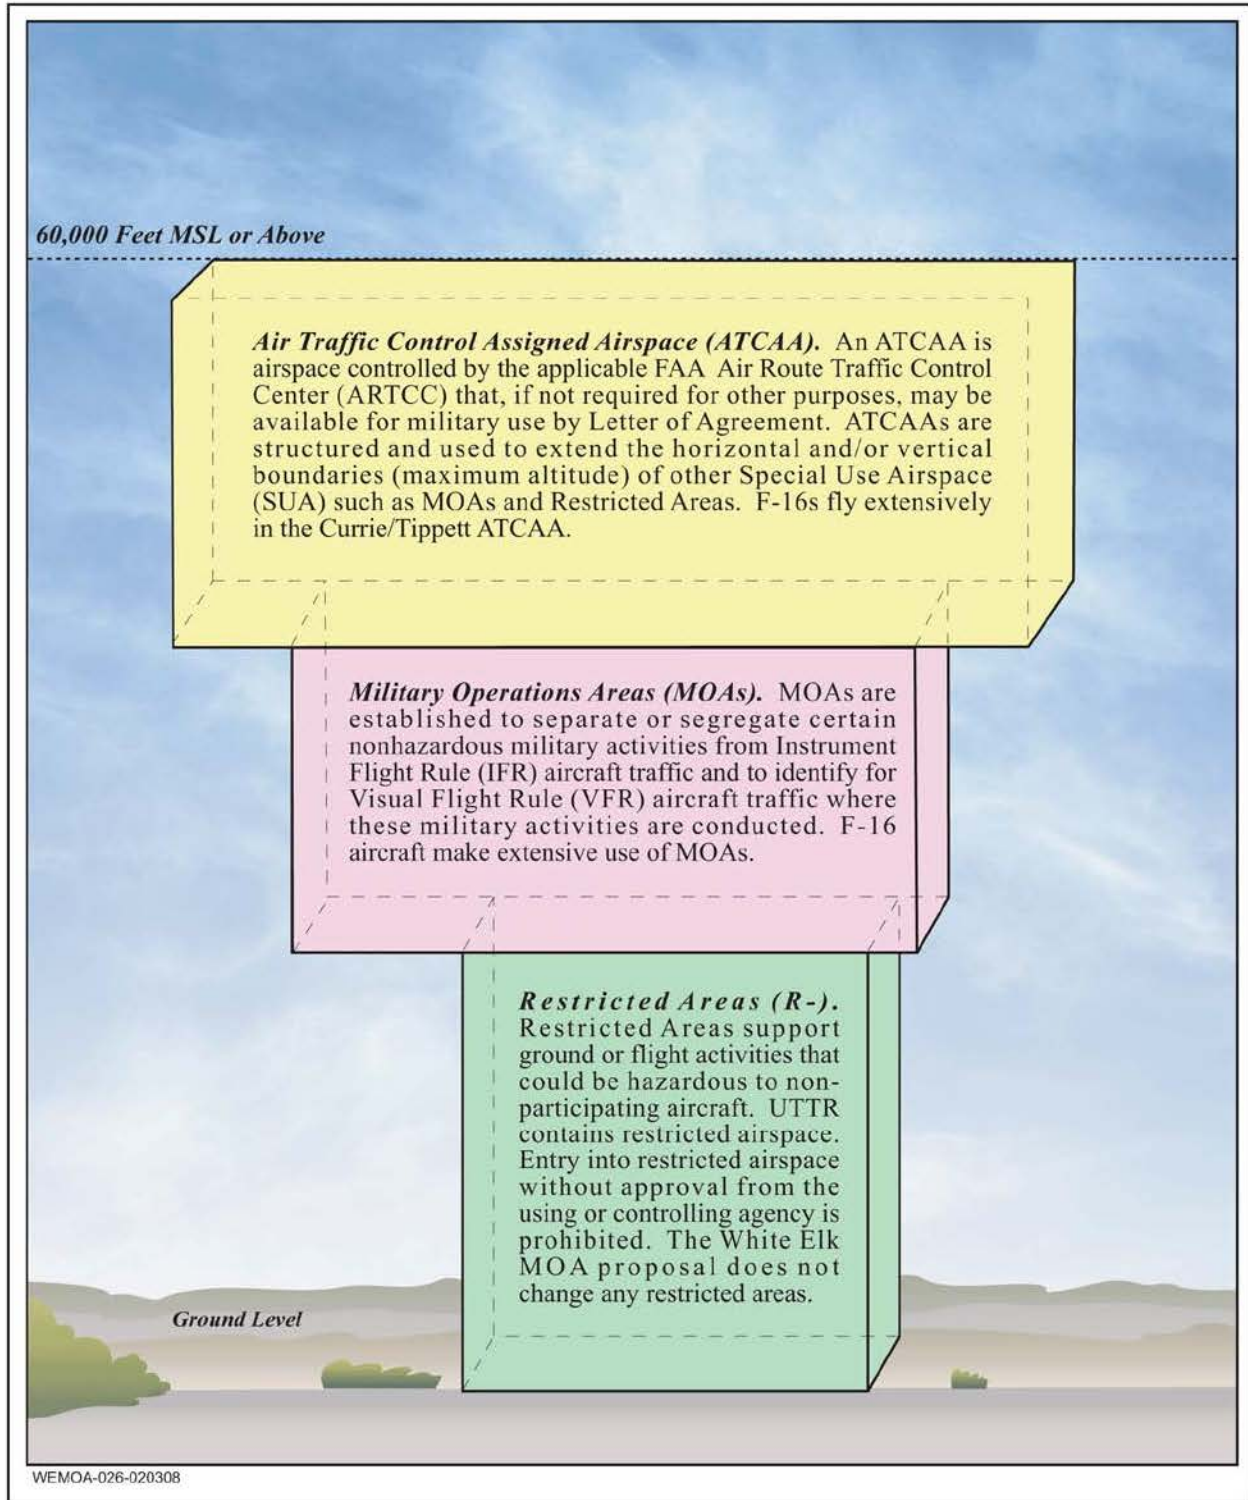 60,000 Feet MSL or Above
Air Traffic Control Assigned Airspace (ATCAA). An ATCAA is
airspace controlled by the applicable FAA Air Route Traffic Control
Center (ARTCC) that, if not required for other purposes, may be
available for military use by Letter of Agreement. ATCAAs are
structured and used to extend the horizontal and/or vertical
boundaries (maximum altitude) of other Special Use Airspace
(SUA) such as MOAs and Restricted Areas. F-16s fly extensively
in the Currie/Tippett ATCAA.
Military Operations Areas (MOAs). MOAs are
established to separate or segregate certain
nonhazardous military activities from Instrument
Flight Rule (IFR) aircraft traffic and to identify for
Visual Flight Rule (VFR) aircraft traffic where
these military activities are conducted. F-16
aircraft make extensive use of MOAs.
Restricted Areas (R-).
Restricted Areas support
ground or flight activities that
could be hazardous to non-
participating aircraft. UTTR
contains restricted airspace.
Entry into restricted airspace
without approval from the
using or controlling agency is
prohibited. The White Elk
MOA proposal does not
change any restricted areas.
Ground Level
WEMOA-026-020308